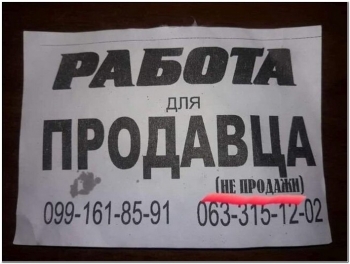 РАБОТА
для
ПРОДАВЦА
(НЕ ПРОДАЖИ)
099-161-85-91 063-315-12-02